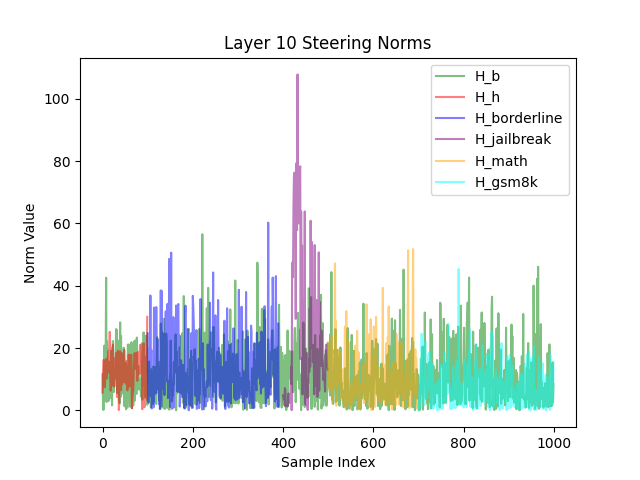 Layer 10 Steering Norms
Norm Value
100
80
60
40
20
0
H_b
H_h
H_borderline
H_jailbreak
H_math
H_gsm8k
0 200 400 600 800 1000
Sample Index